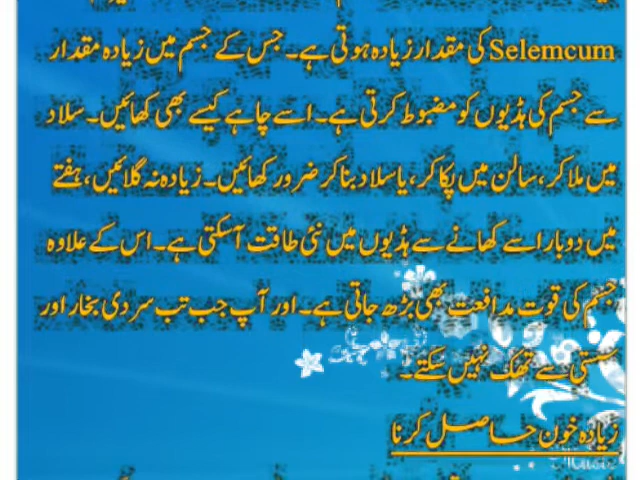 Selemcum کی مقدار زیادہ ہوتی ہے۔ جس کے جسم میں زیادہ مقدار
سے جسم کی ہڈیوں کو مضبوط کرتی ہے۔ اسے چاہے کیسے بھی کھائیں۔ سلاد
میں ملا کر، سالن میں پکا کر، یا سلاد بنا کر ضرور کھائیں۔ زیادہ نہ گلائیں، ہفتے
میں دوبار اسے کھانے سے ہڈیوں میں نئی طاقت آسکتی ہے۔ اس کے علاوہ
جسم کی قوت مدافعت بھی بڑھ جاتی ہے۔ اور آپ جب تب سردی بخار اور
سستی سے تھک نہیں سکتے۔
زیادہ خون حاصل کرنا